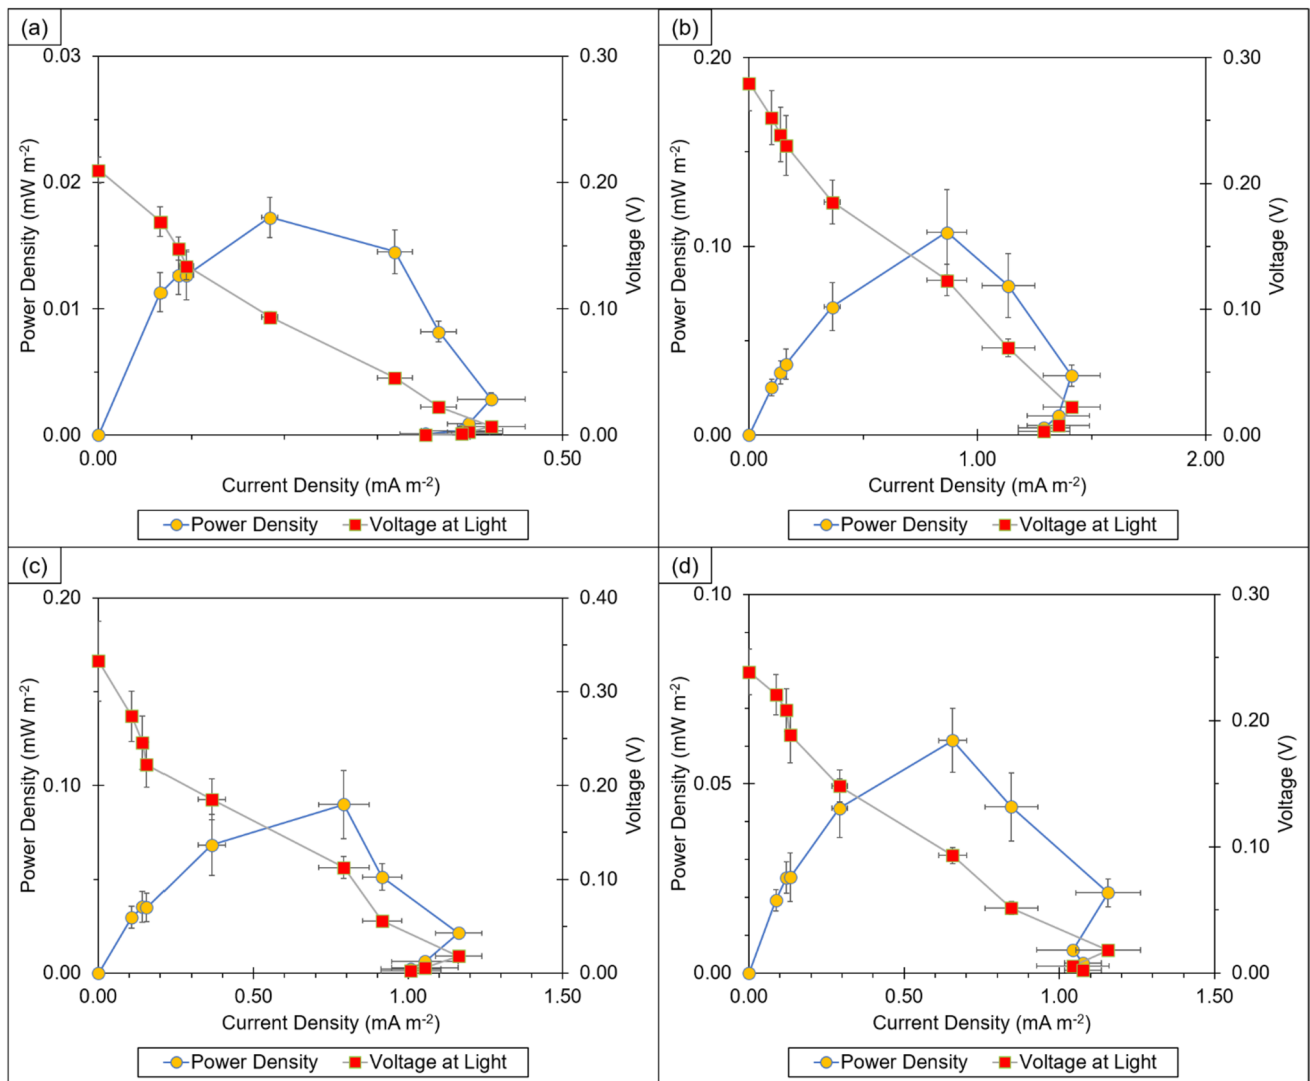 (a)
0.03
0.02
0.01
0.00
Power Density (mW m-2)
0.30
0.20
0.10
0.00
Voltage (V)
0.00
0.50
Current Density (mA m-2)
Power Density
Voltage at Light
(b)
0.20
0.10
0.00
Power Density (mW m-2)
0.30
0.20
0.10
0.00
Voltage (V)
0.00
1.00
2.00
Current Density (mA m-2)
Power Density
Voltage at Light
(c)
0.20
0.10
0.00
Power Density (mW m-2)
0.40
0.30
0.20
0.10
0.00
Voltage (V)
0.00
0.50
1.00
Current Density (mA m-2)
Power Density
Voltage at Light
(d)
0.10
0.05
0.00
Power Density (mW m-2)
0.30
0.20
0.10
0.00
Voltage (V)
0.00
0.50
1.00
1.50
Current Density (mA m-2)
Power Density
Voltage at Light